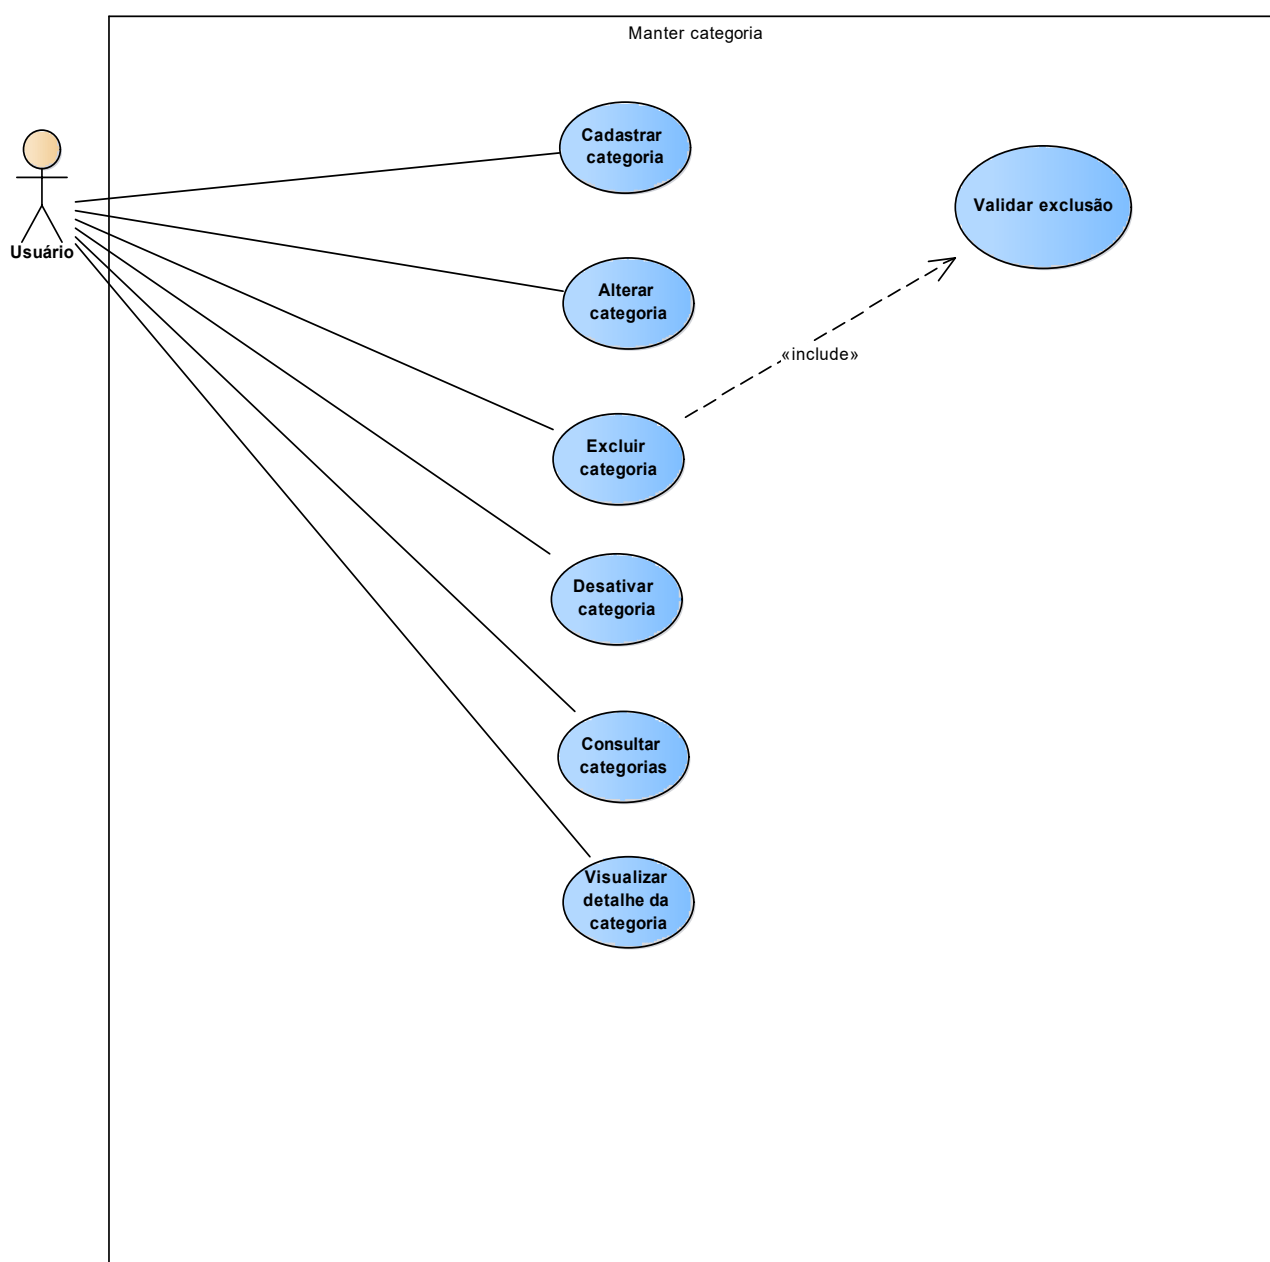 Manter categoria
Cadastrar
categoria
Validar exclusão
Usuário
Alterar
categoria
«include»
Excluir
categoria
Desativar
categoria
Consultar
categorias
Visualizar
detalhe da
categoria